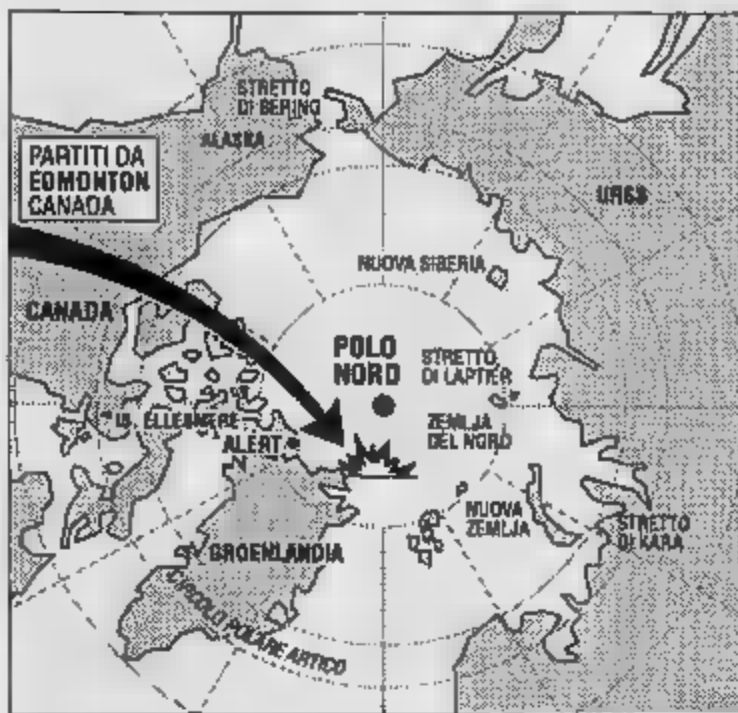 STRETTO
DI BERING
ALASKA
PARTITI DA
EDMONTON
CANADA
URSS
NUOVA SIBERIA
CANADA
POLO
NORD
STRETTO
DI LAPTIER
IS. ELLESMERE
ALERT
ZEMLJA
DEL NORD
NUOVA
ZEMLJA
STRETTO
DI KARA
GROENLANDIA
CIRCOLO POLARE ARTICO